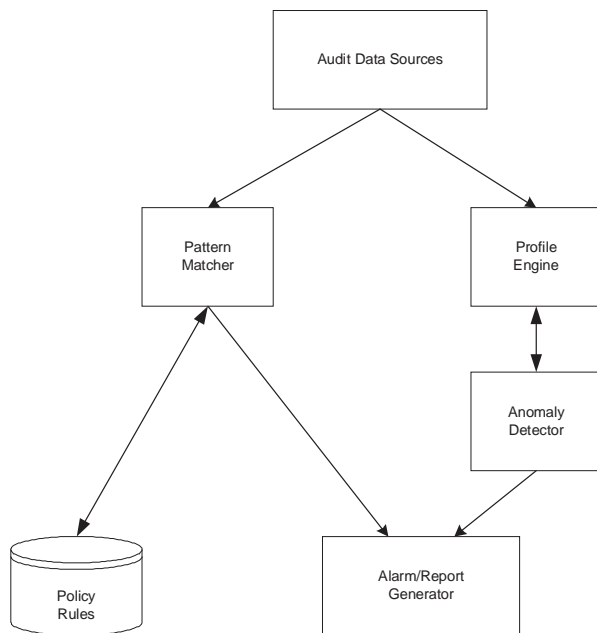 Audit Data Sources
Pattern
Matcher
Profile
Engine
Anomaly
Detector
Policy
Rules
Alarm/Report
Generator